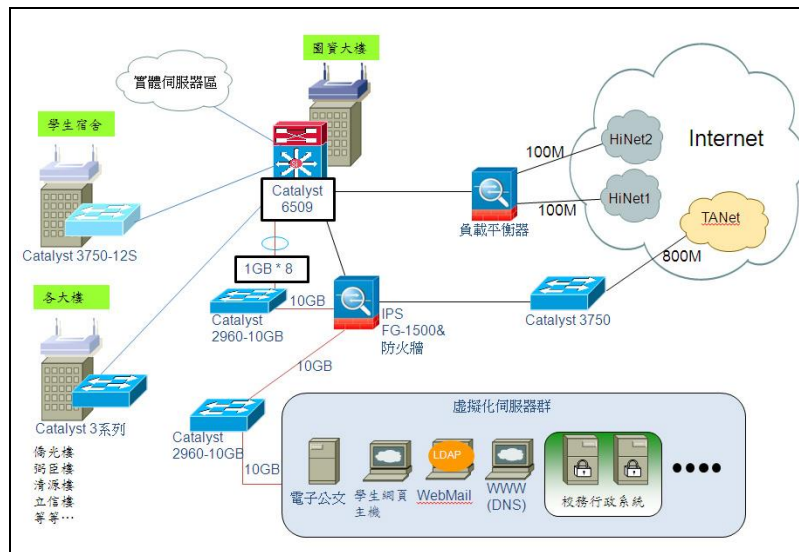 圖資大樓
實體伺服器區
學生宿舍
Catalyst 3750-12S
Catalyst
6509
1GB * 8
各大樓
Catalyst 3系列
僑光樓
弼臣樓
清源樓
立信樓
等等…
Catalyst
2960-10GB
10GB
IPS
FG-1500&
防火牆
10GB
Catalyst
2960-10GB
10GB
負載平衡器
100M
100M
HiNet2
HiNet1
Internet
TANet
800M
Catalyst 3750
虛擬化伺服器群
電子公文
學生網頁
主機
LDAP
WebMail
WWW
(DNS)
校務行政系統